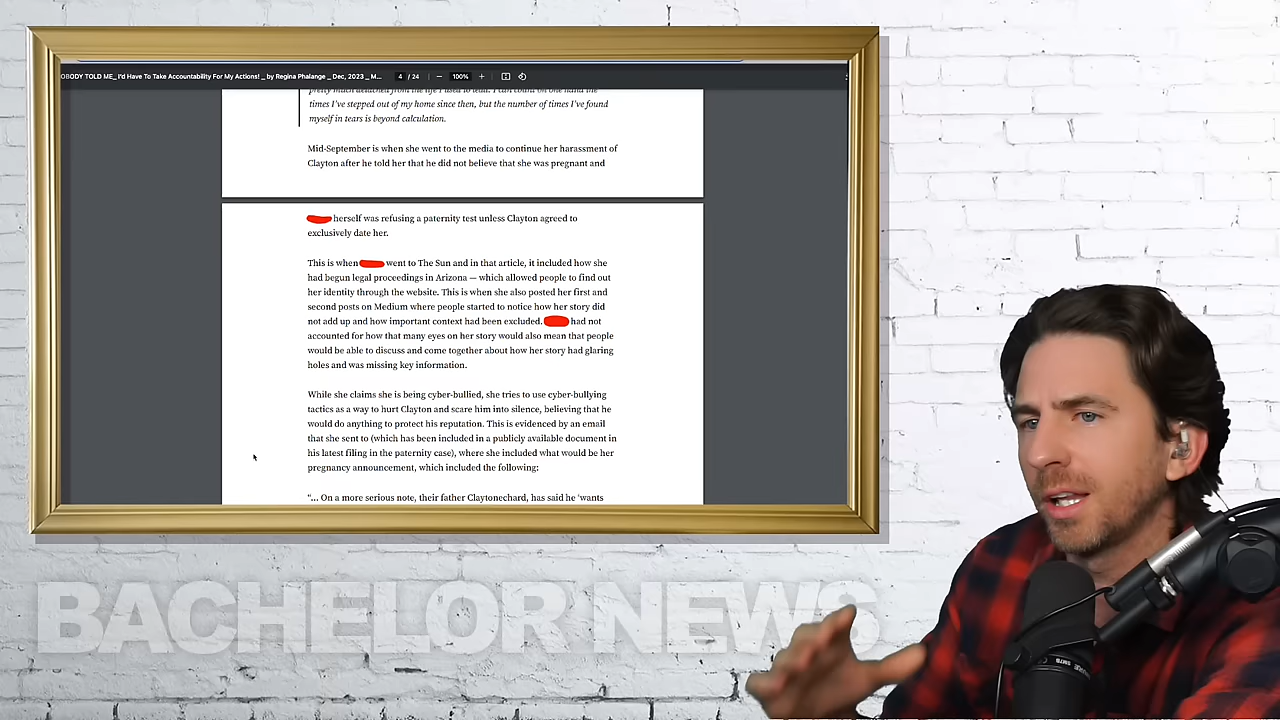 OBODY TOLD ME_ I'd Have To Take Accountability For My Actions! _ by Regina Phalange _ Dec, 2023 _ M... 4 / 24 100%
pretty much detached from the life I used to lead. I can count on one hand the
times I've stepped out of my home since then, but the number of times I've found
myself in tears is beyond calculation.
Mid-September is when she went to the media to continue her harassment of
Clayton after he told her that he did not believe that she was pregnant and
herself was refusing a paternity test unless Clayton agreed to
exclusively date her.
This is when went to The Sun and in that article, it included how she
had begun legal proceedings in Arizona — which allowed people to find out
her identity through the website. This is when she also posted her first and
second posts on Medium where people started to notice how her story did
not add up and how important context had been excluded. had not
accounted for how that many eyes on her story would also mean that people
would be able to discuss and come together about how her story had glaring
holes and was missing key information.
While she claims she is being cyber-bullied, she tries to use cyber-bullying
tactics as a way to hurt Clayton and scare him into silence, believing that he
would do anything to protect his reputation. This is evidenced by an email
that she sent to (which has been included in a publicly available document in
his latest filing in the paternity case), where she included what would be her
pregnancy announcement, which included the following:
"... On a more serious note, their father Claytonechard, has said he 'wants
BACHELOR NEWS
SM7B